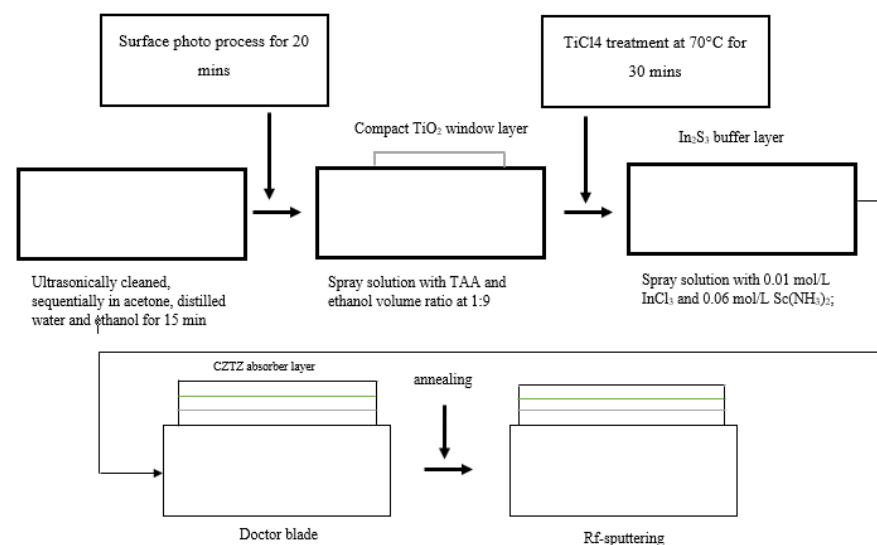 Surface photo process for 20
mins
TiCl4 treatment at 70°C for
30 mins
Compact TiO₂ window layer
In₂S₃ buffer layer
Ultrasonically cleaned,
sequentially in acetone, distilled
water and ethanol for 15 min
Spray solution with TAA and
ethanol volume ratio at 1:9
Spray solution with 0.01 mol/L
InCl₃ and 0.06 mol/L Sc(NH₃)₂;
CZTZ absorber layer
annealing
Doctor blade
Rf-sputtering